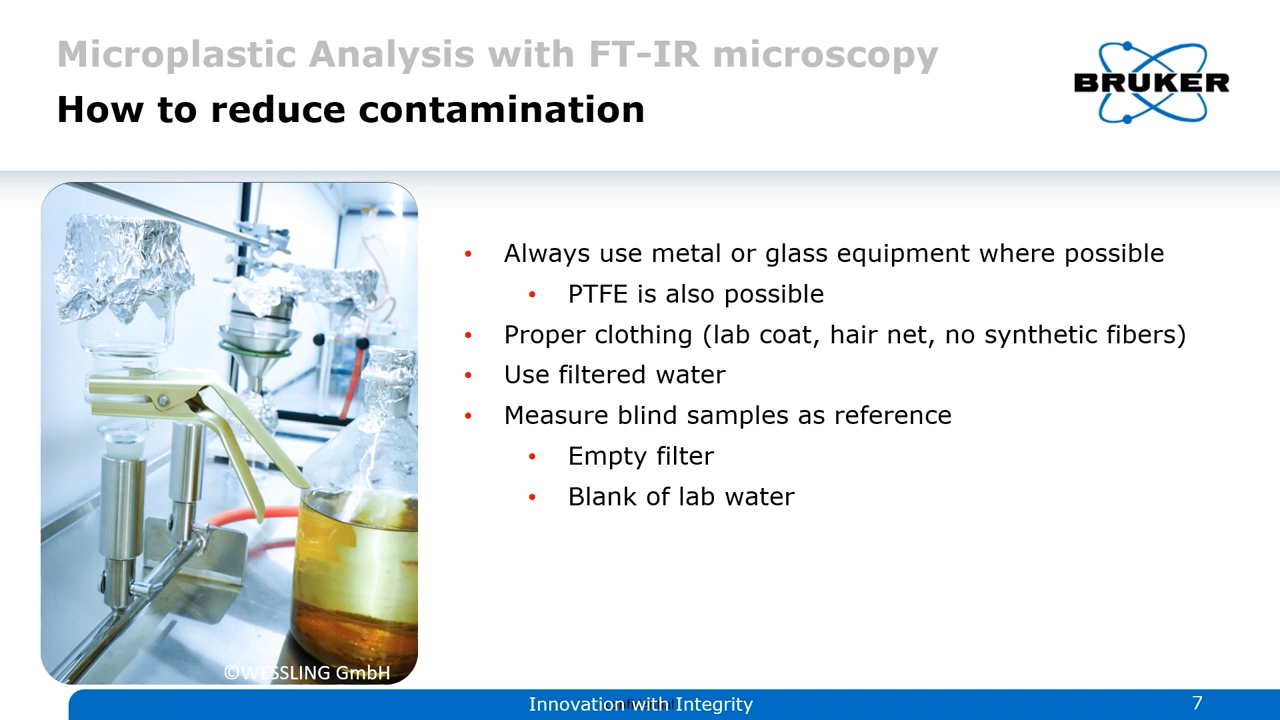 Microplastic Analysis with FT-IR microscopy
How to reduce contamination
BRUKER
• Always use metal or glass equipment where possible
• PTFE is also possible
• Proper clothing (lab coat, hair net, no synthetic fibers)
• Use filtered water
• Measure blind samples as reference
• Empty filter
• Blank of lab water
©WESSLING GmbH
Innovation with Integrity
7